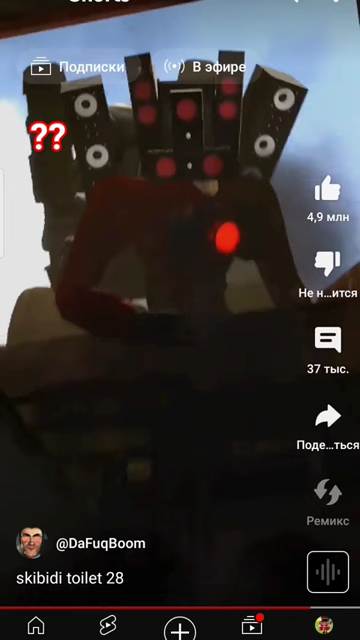 Shorts
Подписки
В эфире
??
4,9 млн
Не н...ится
37 тыс.
Поде...ться
Ремикс
@DaFuqBoom
skibidi toilet 28